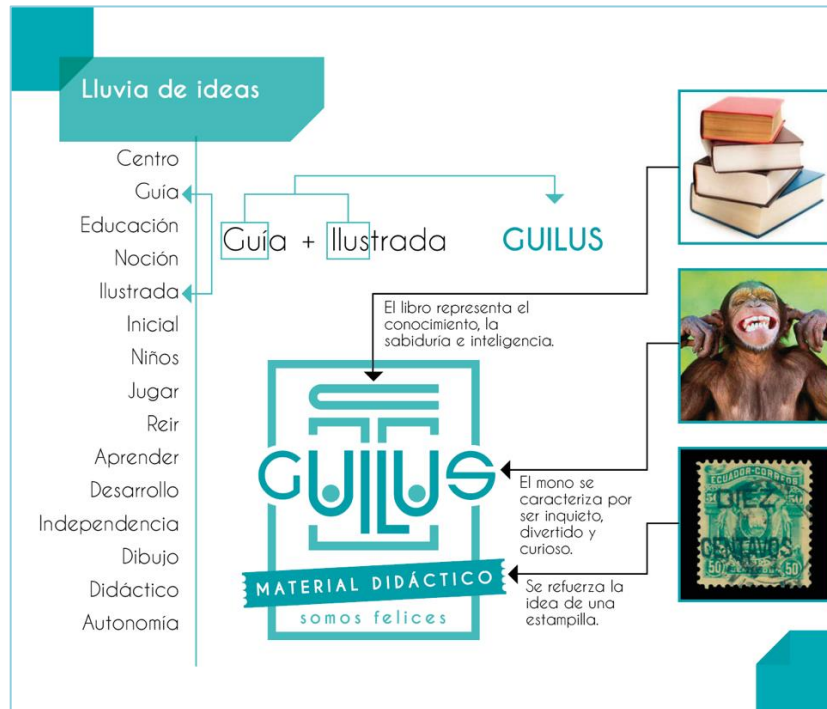 Lluvia de ideas
Centro
Guía
Educación
Noción
Ilustrada
Inicial
Niños
Jugar
Reir
Aprender
Desarrollo
Independencia
Dibujo
Didáctico
Autonomía
Guía + Ilustrada
GUILUS
El libro representa el
conocimiento, la
sabiduría e inteligencia.
GUILUS
MATERIAL DIDÁCTICO
somos felices
El mono se
caracteriza por
ser inquieto,
divertido y
curioso.
Se refuerza la
idea de una
estampilla.
ECUADOR-CORREOS
50 50
DIEZ
CENTAVOS
50 50